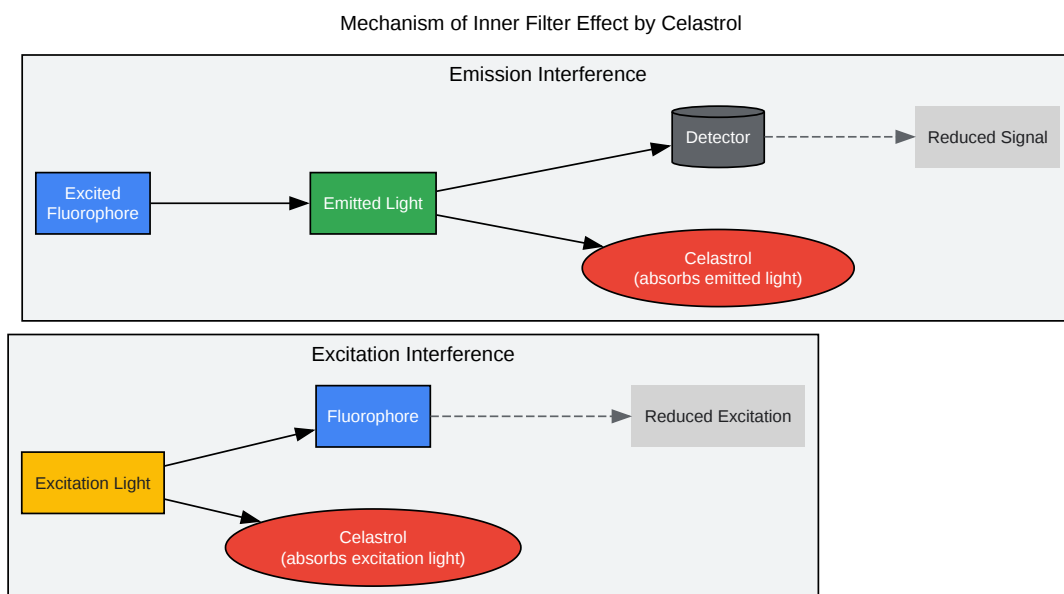 Mechanism of Inner Filter Effect by Celastrol
Emission Interference
Detector
Reduced Signal
Excited
Fluorophore
Emitted Light
Celastrol
(absorbs emitted light)
Excitation Interference
Fluorophore
Reduced Excitation
Excitation Light
Celastrol
(absorbs excitation light)